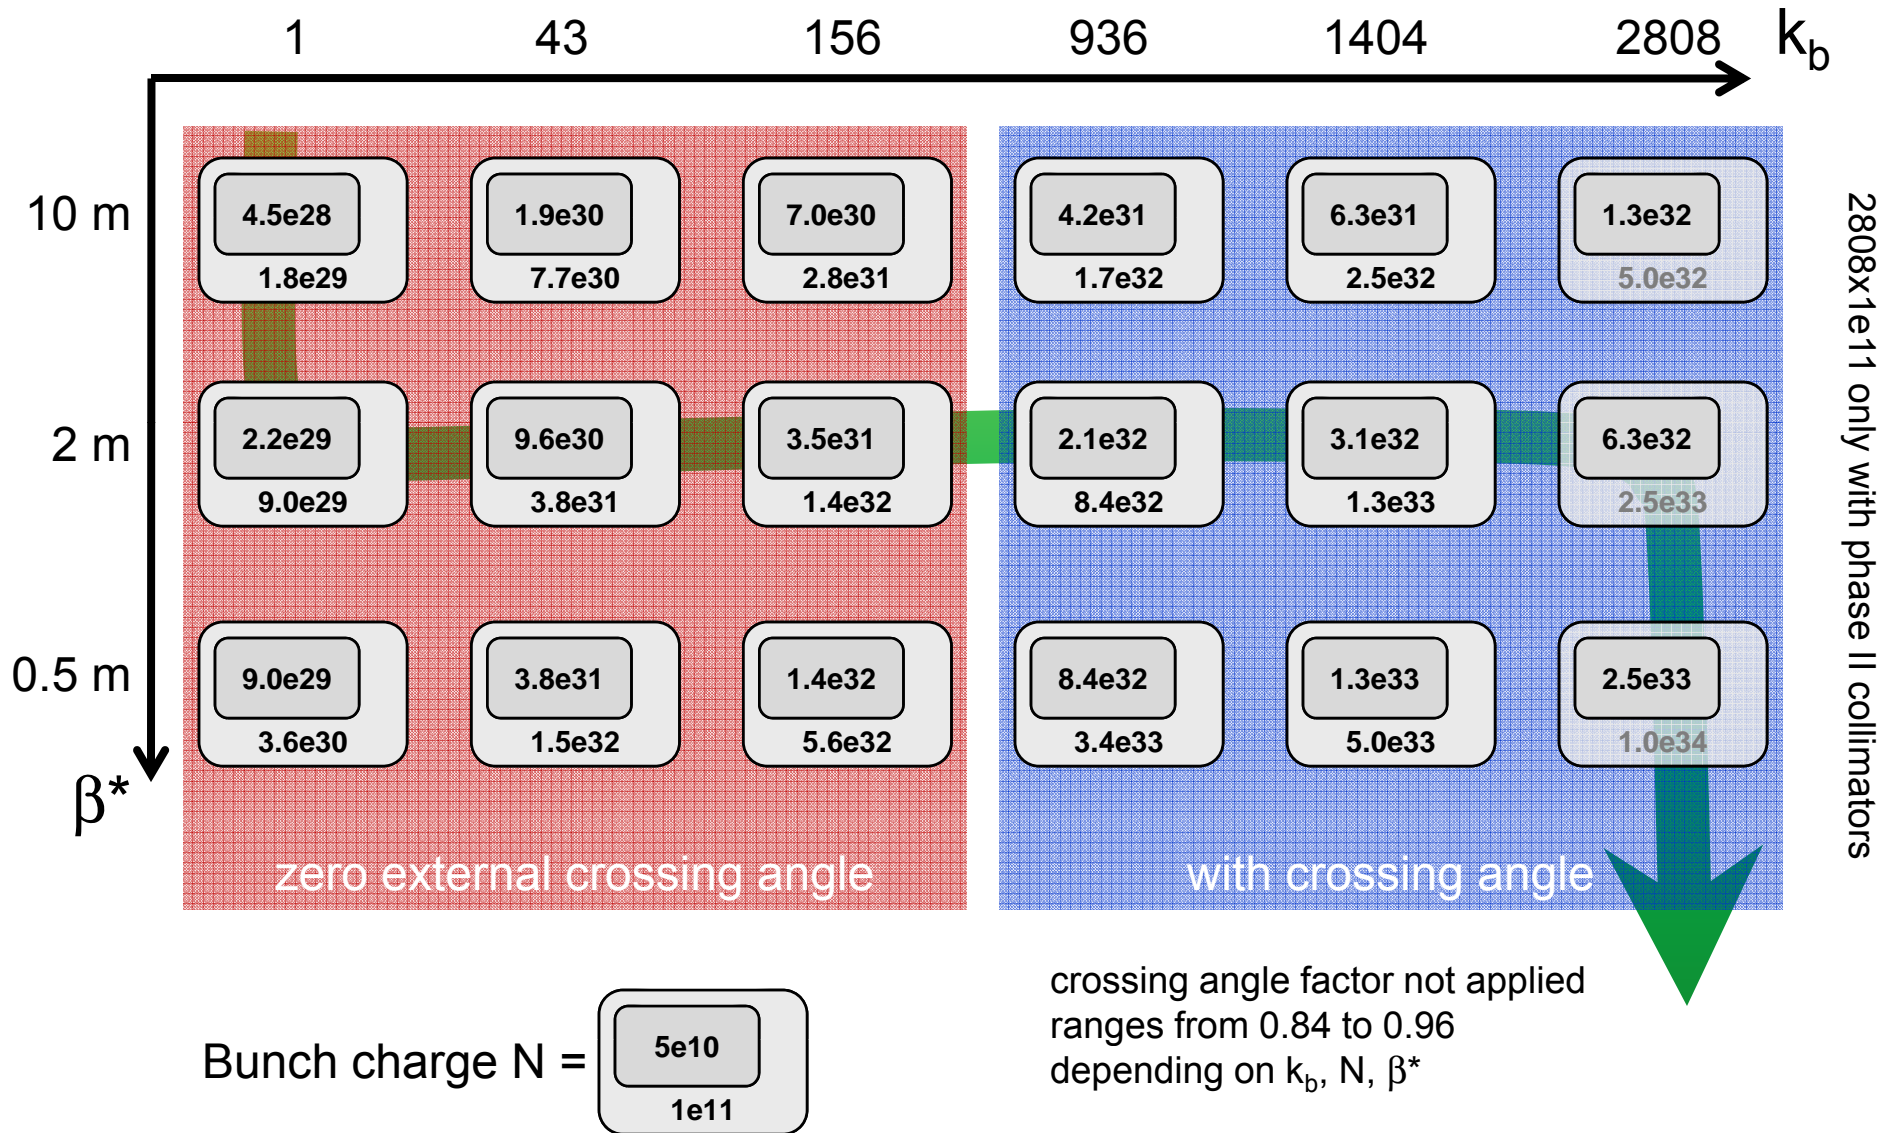 1 43 156 936 1404 2808 k_b
10 m
4.5e28 1.9e30 7.0e30 4.2e31 6.3e31 1.3e32
1.8e29 7.7e30 2.8e31 1.7e32 2.5e32 5.0e32
2 m
2.2e29 9.6e30 3.5e31 2.1e32 3.1e32 6.3e32
9.0e29 3.8e31 1.4e32 8.4e32 1.3e33 2.5e33
0.5 m
9.0e29 3.8e31 1.4e32 8.4e32 1.3e33 2.5e33
3.6e30 1.5e32 5.6e32 3.4e33 5.0e33 1.0e34
β*
zero external crossing angle
with crossing angle
2808x1e11 only with phase II collimators
Bunch charge N =
5e10
1e11
crossing angle factor not applied
ranges from 0.84 to 0.96
depending on k_b, N, β*